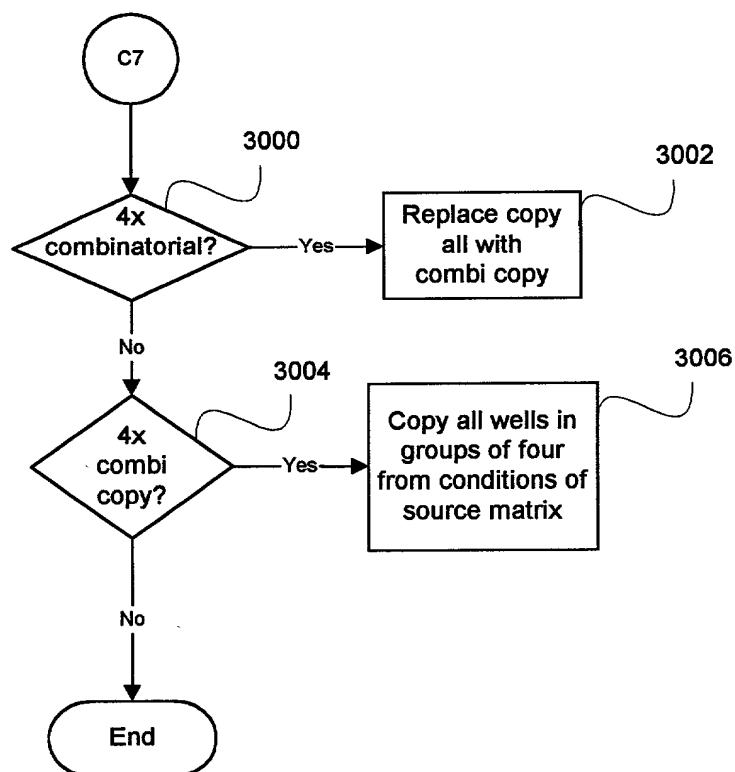 C7
3000
4x
combinatorial?
Yes
3002
Replace copy
all with
combi copy
No
3004
4x
combi
copy?
Yes
3006
Copy all wells in
groups of four
from conditions of
source matrix
No
End